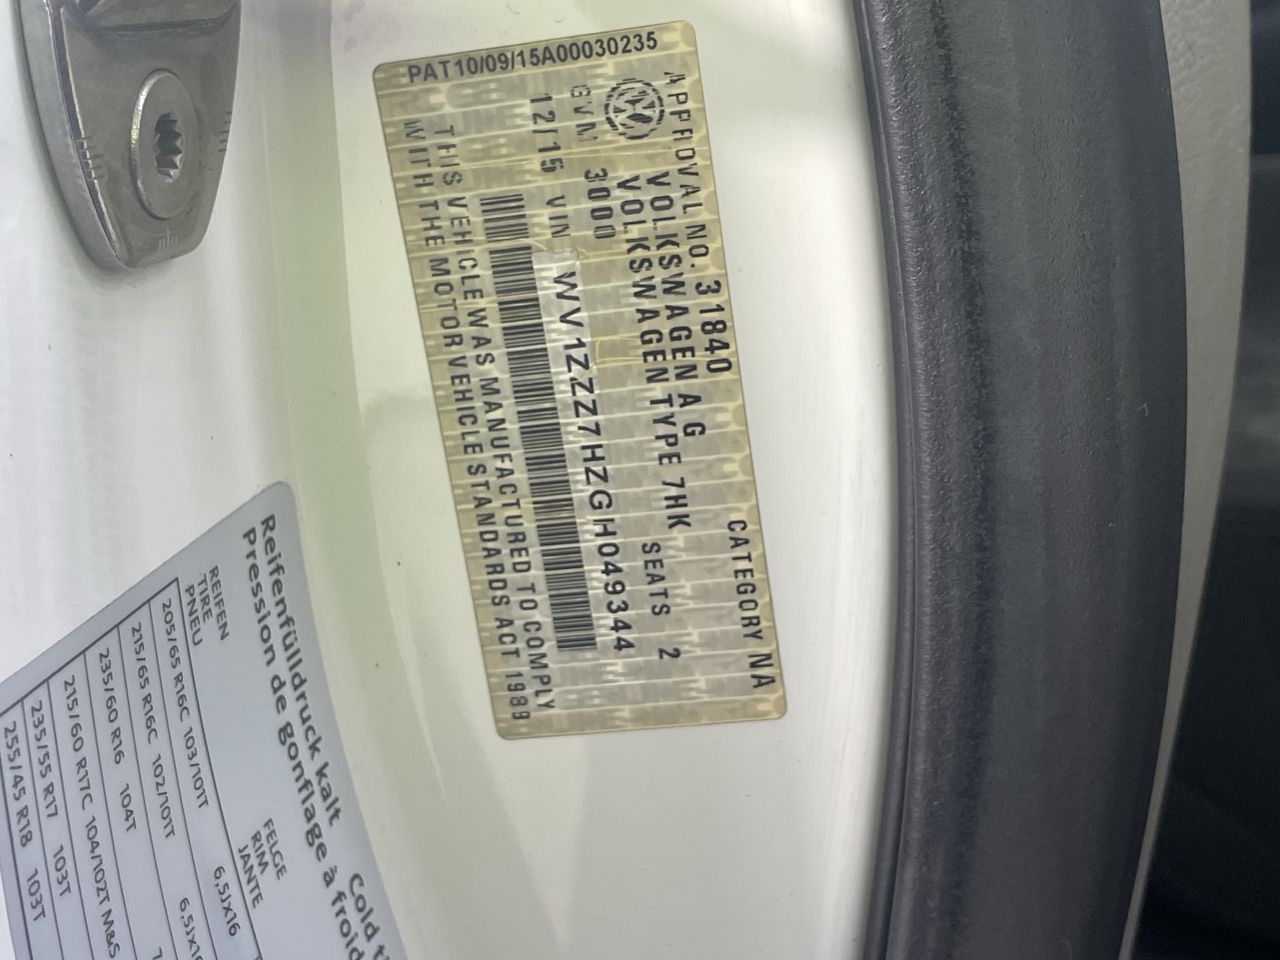 PAT10/09/15A00030235
APPROVAL NO. 31840 CATEGORY NA
VOLKSWAGEN AG
VOLKSWAGEN TYPE 7HK SEATS 2
GVM 3000
12/15 VIN WV1ZZZ7HZGH049344
THIS VEHICLE WAS MANUFACTURED TO COMPLY
WITH THE MOTOR VEHICLE STANDARDS ACT 1989
Reifenfülldruck kalt Cold
Pression de gonflage à froid
REIFEN
TIRE
PNEU
FELGE
RIM
JANTE
205/65 R16C 103/101T 6,5Jx16
215/65 R16C 102/101T 6,5Jx16
235/60 R16 104T
215/60 R17C 104/102T M&S
235/55 R17 103T
255/45 R18 103T